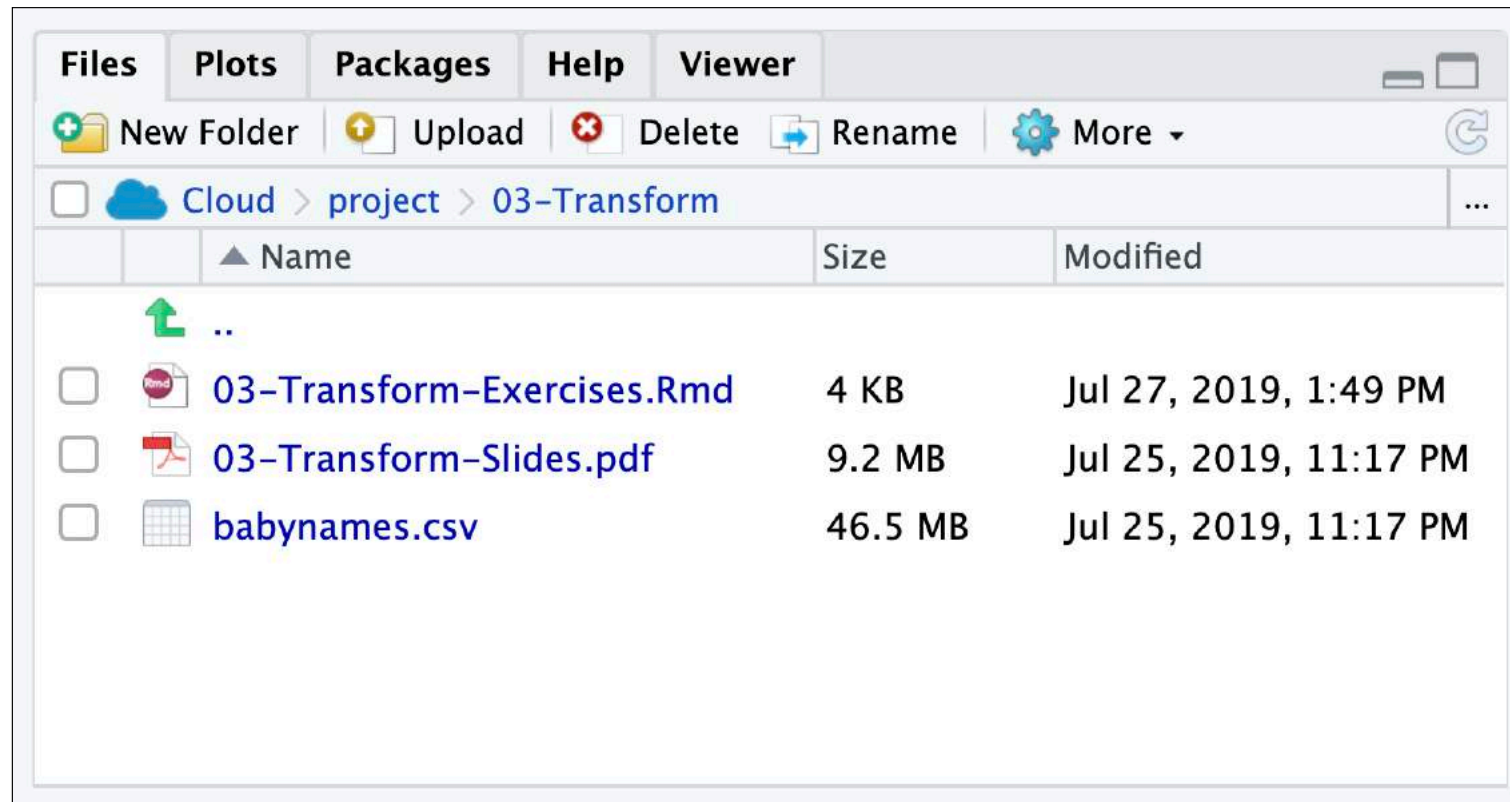 Files Plots Packages Help Viewer
New Folder Upload Delete Rename More
Cloud project 03-Transform ...
Name Size Modified
..
03-Transform-Exercises.Rmd 4 KB Jul 27, 2019, 1:49 PM
03-Transform-Slides.pdf 9.2 MB Jul 25, 2019, 11:17 PM
babynames.csv 46.5 MB Jul 25, 2019, 11:17 PM